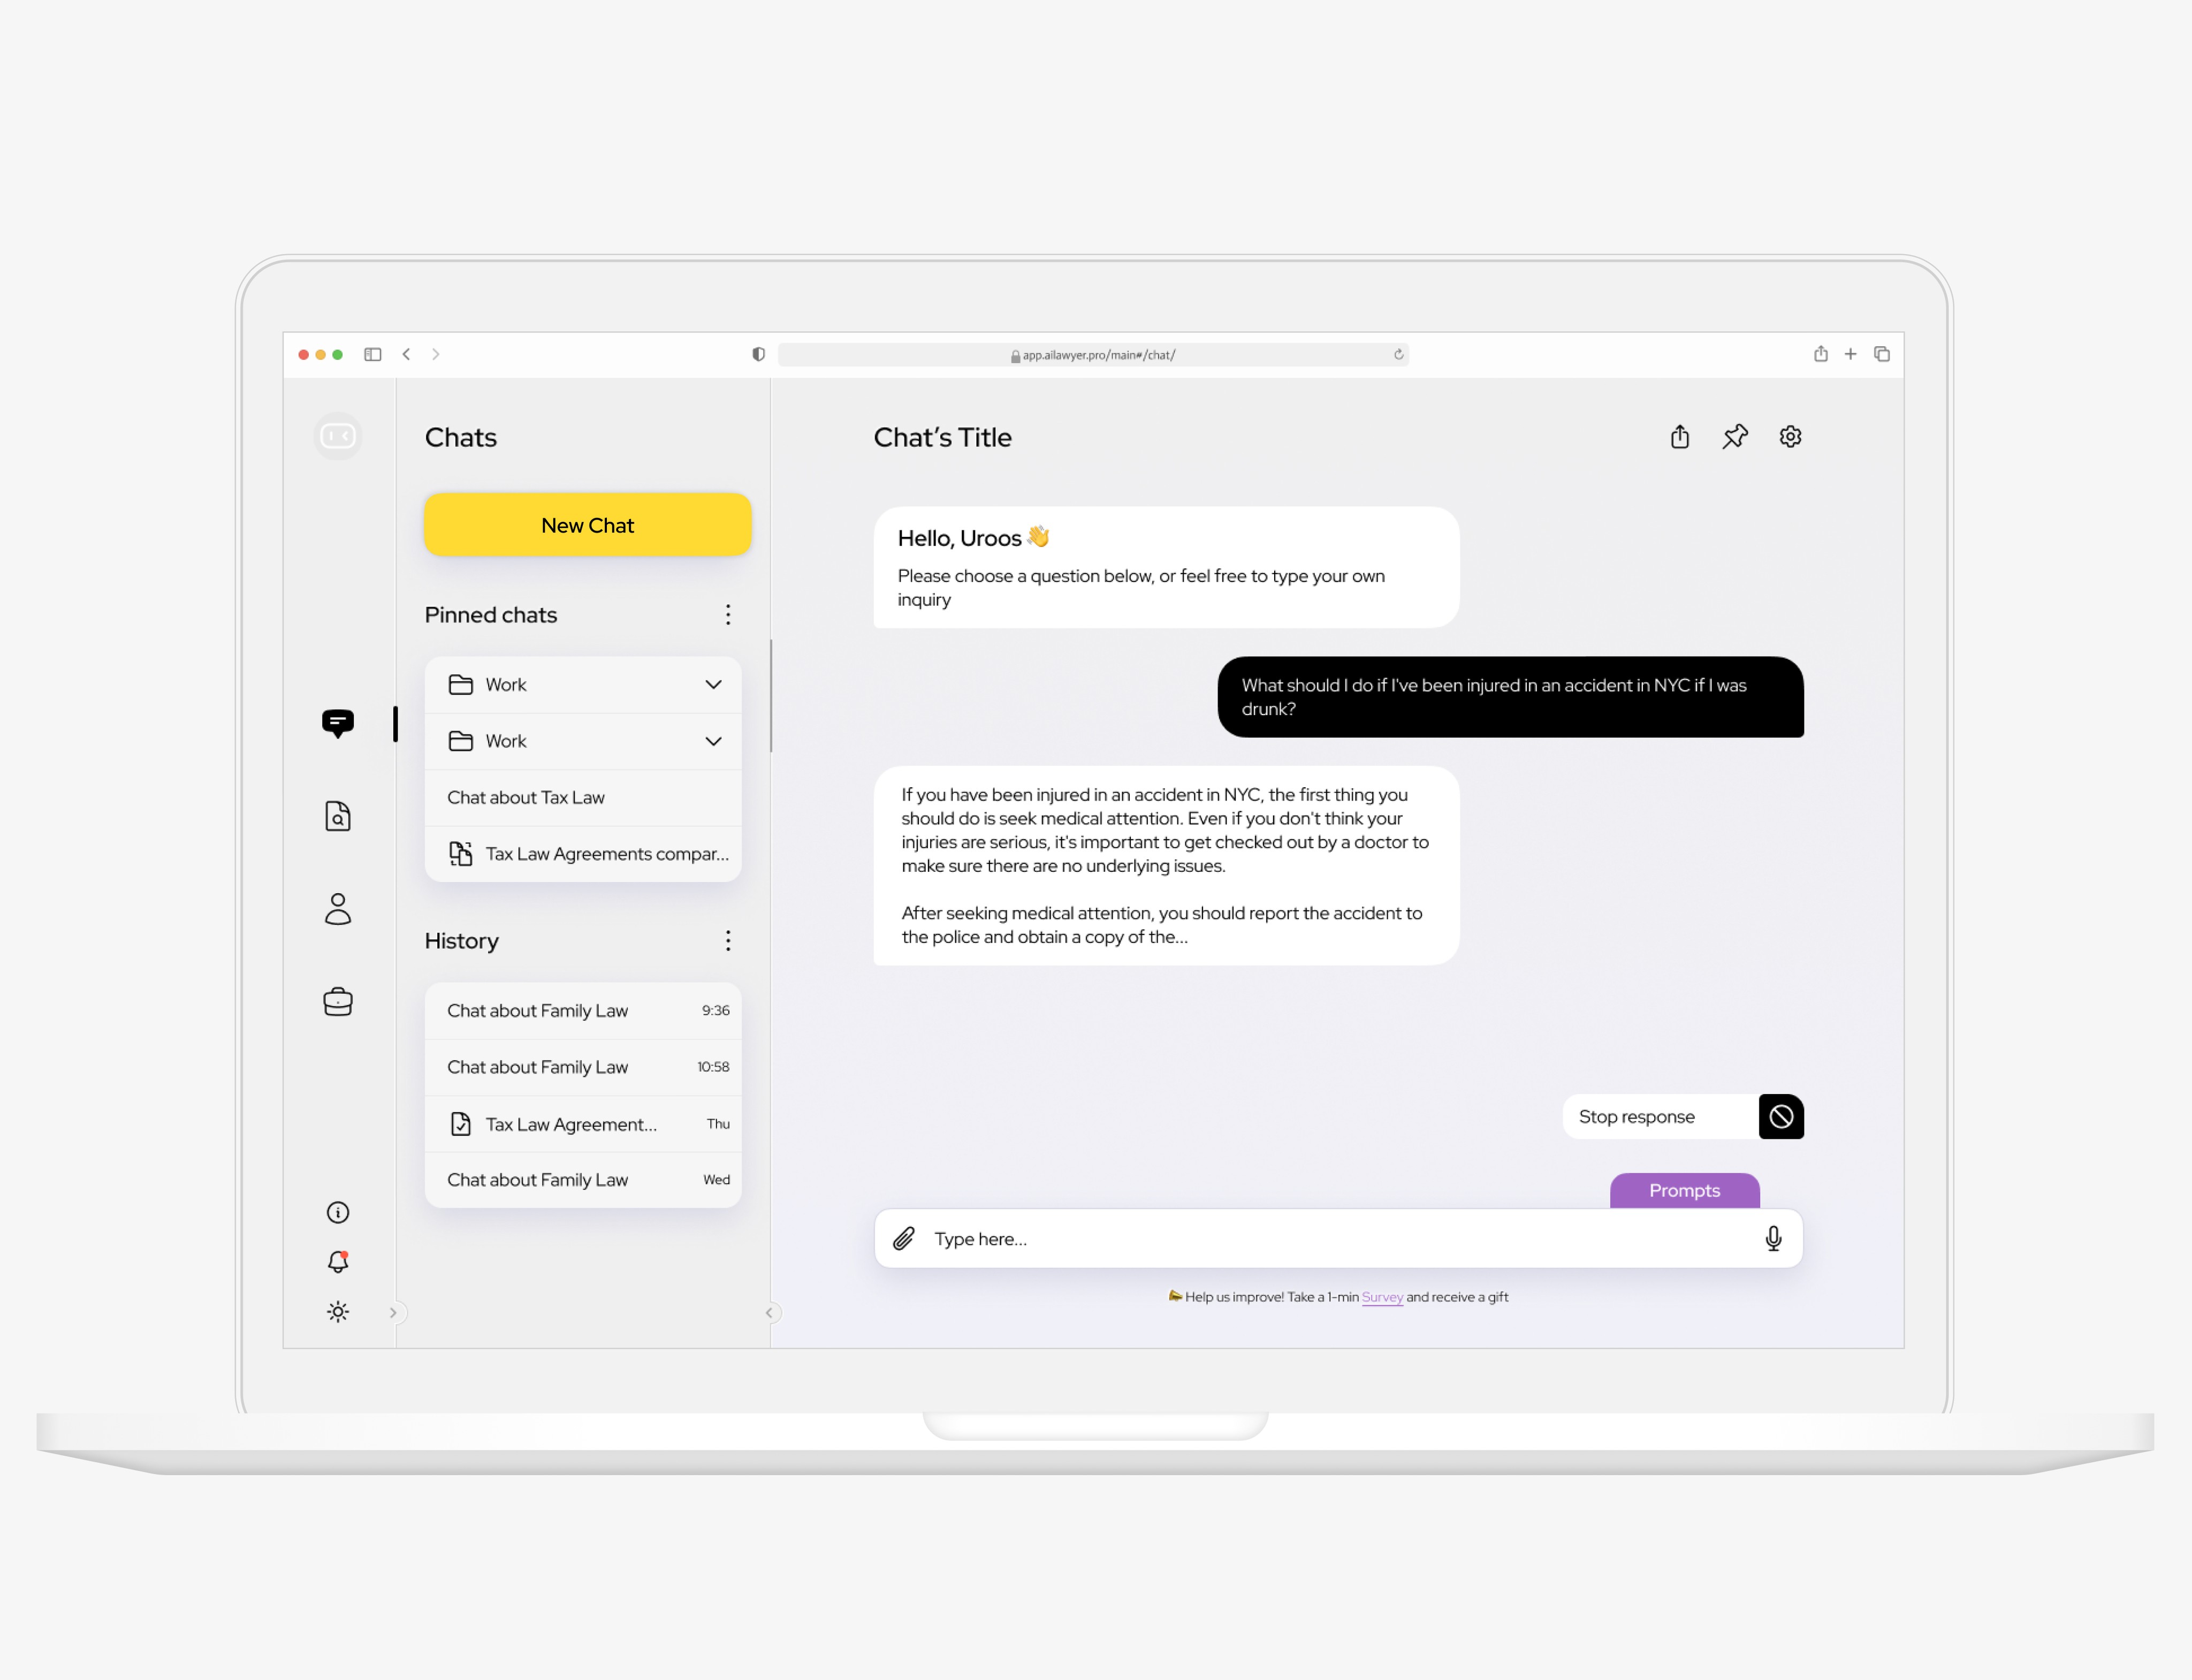 app.ailawyer.pro/main#/chat/
Chats
New Chat
Pinned chats
Work
Work
Chat about Tax Law
Tax Law Agreements compar...
History
Chat about Family Law 9:36
Chat about Family Law 10:58
Tax Law Agreement... Thu
Chat about Family Law Wed
Chat’s Title
Hello, Uroos 👋
Please choose a question below, or feel free to type your own
inquiry
What should I do if I've been injured in an accident in NYC if I was
drunk?
If you have been injured in an accident in NYC, the first thing you
should do is seek medical attention. Even if you don't think your
injuries are serious, it's important to get checked out by a doctor to
make sure there are no underlying issues.
After seeking medical attention, you should report the accident to
the police and obtain a copy of the...
Stop response
Prompts
Type here...
Help us improve! Take a 1-min Survey and receive a gift